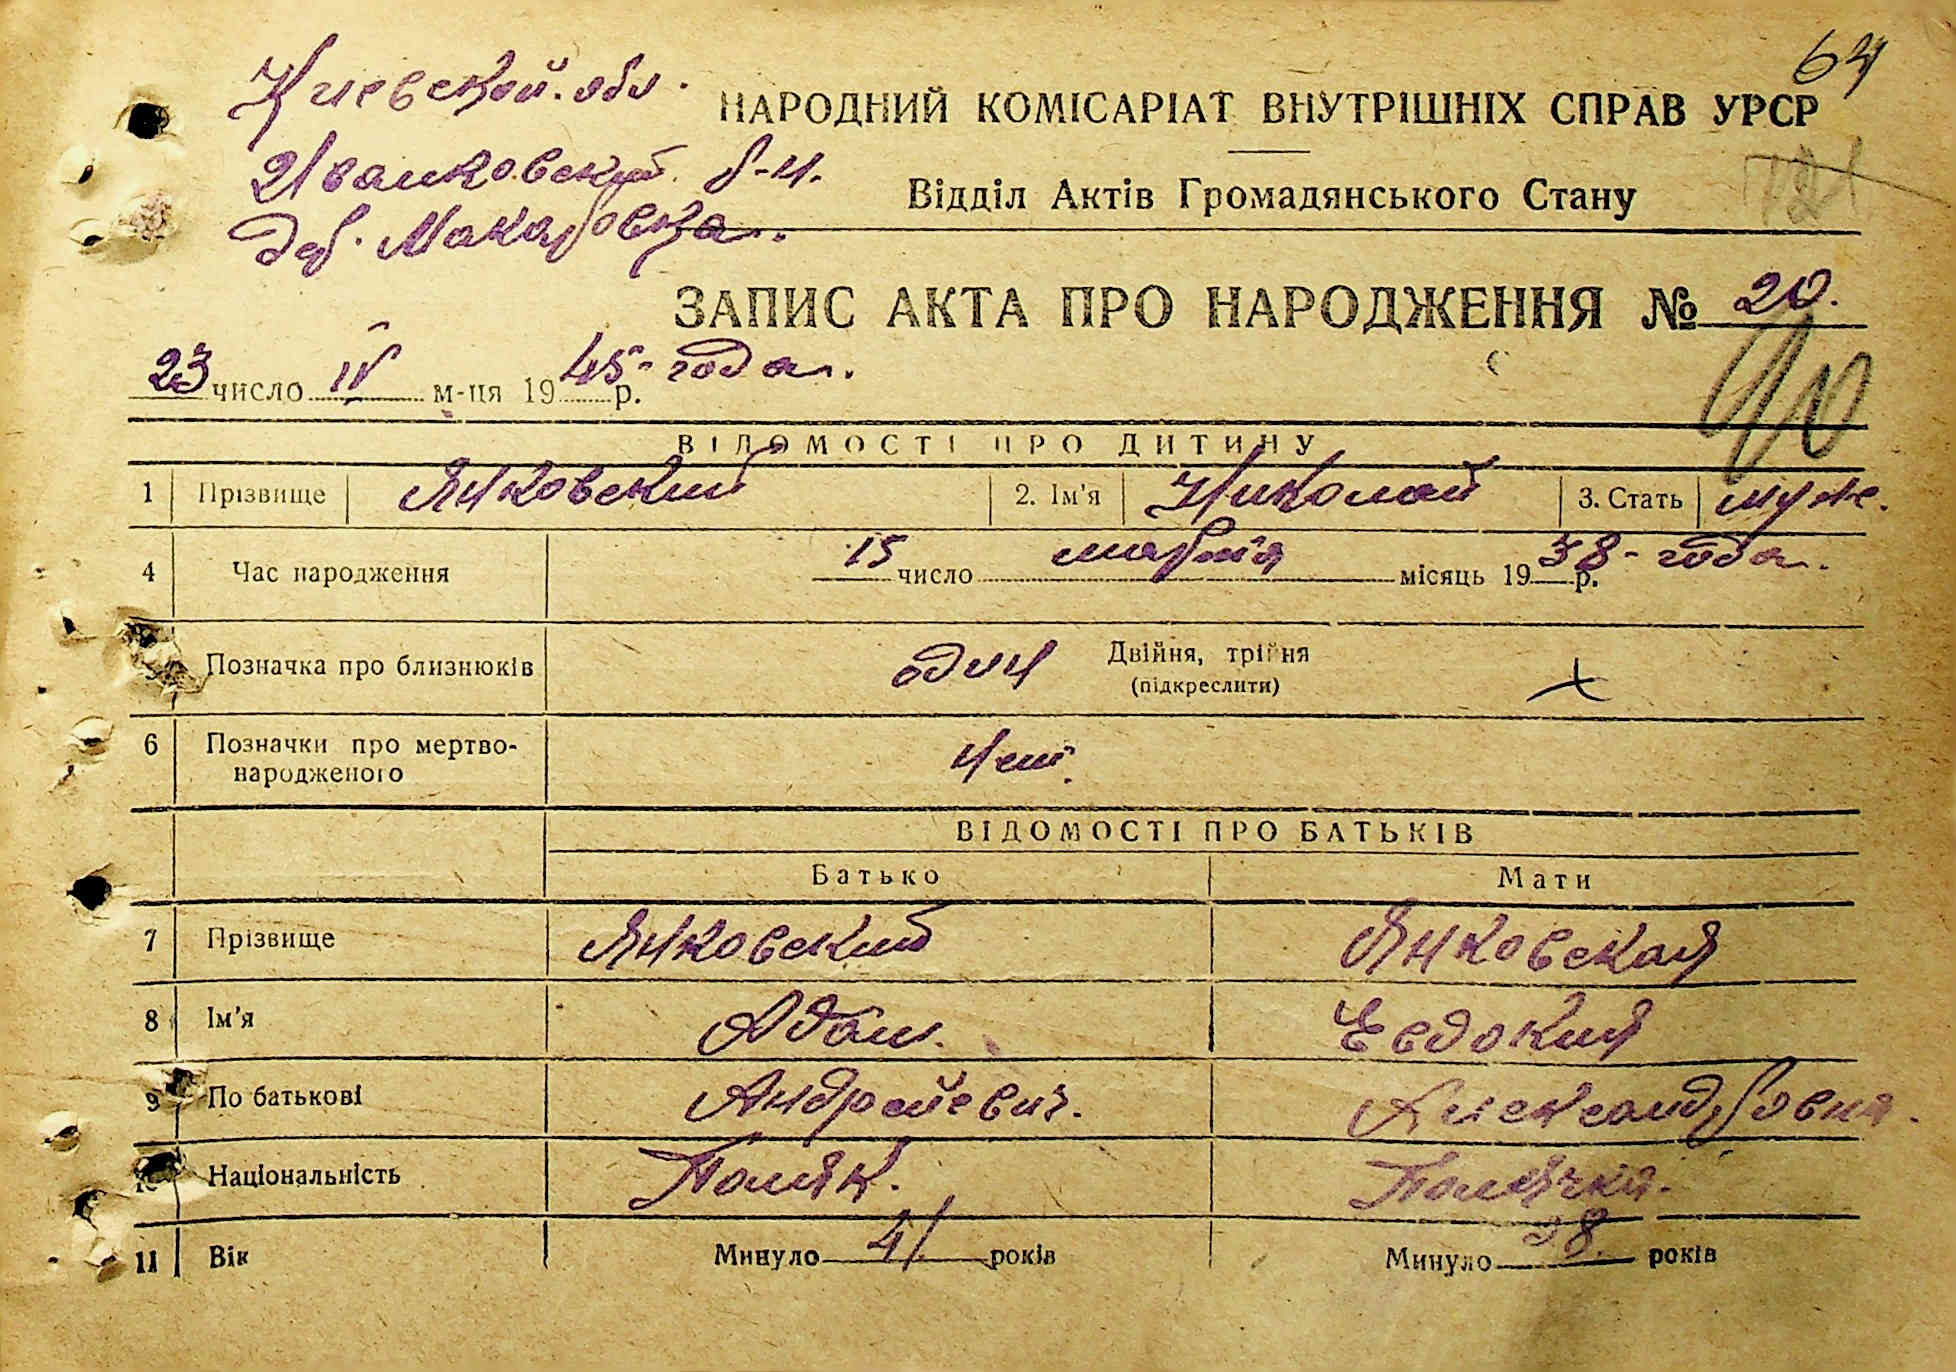 64
Киевской обл.
НАРОДНИЙ КОМІСАРІАТ ВНУТРІШНІХ СПРАВ УРСР
Иванковский р-н.
121
Відділ Актів Громадянського Стану
дер. Макаровка.
ЗАПИС АКТА ПРО НАРОДЖЕННЯ № 20.
23 число IV м-ця 1945- года. р.
20
ВІДОМОСТІ ПРО ДИТИНУ
1 Прізвище Янковский 2. Ім'я Николай 3. Стать муж.
4 Час народження 15 число марта місяць 1938- года. р.
Позначка про близнюків один Двійня, трійня
(підкреслити)
6 Позначки про мертво-
народженого нет.
ВІДОМОСТІ ПРО БАТЬКІВ
Батько Мати
7 Прізвище Янковский Янковская
8 Ім'я Адам. Евдокия
9 По батькові Андреевич. Александровна.
10 Національність Поляк. Полячка.
11 Вік Минуло 41 років Минуло 38. років